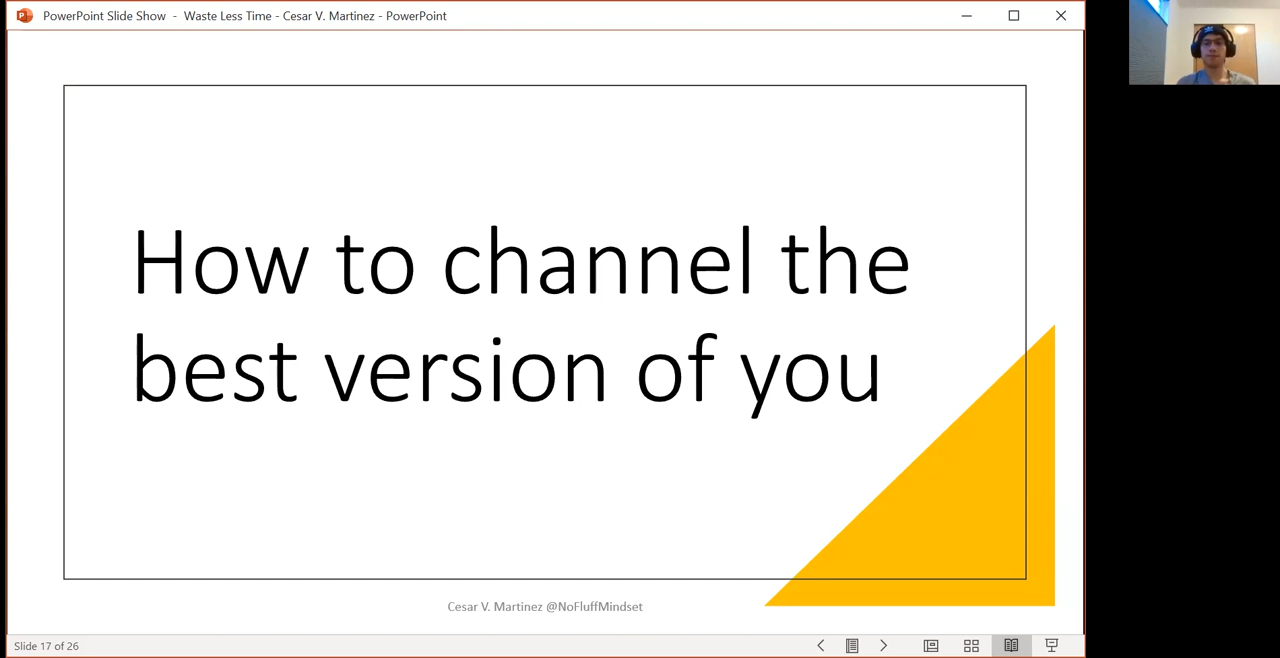 PowerPoint Slide Show - Waste Less Time - Cesar V. Martinez - PowerPoint
How to channel the
best version of you
Cesar V. Martinez @NoFluffMindset
Slide 17 of 26